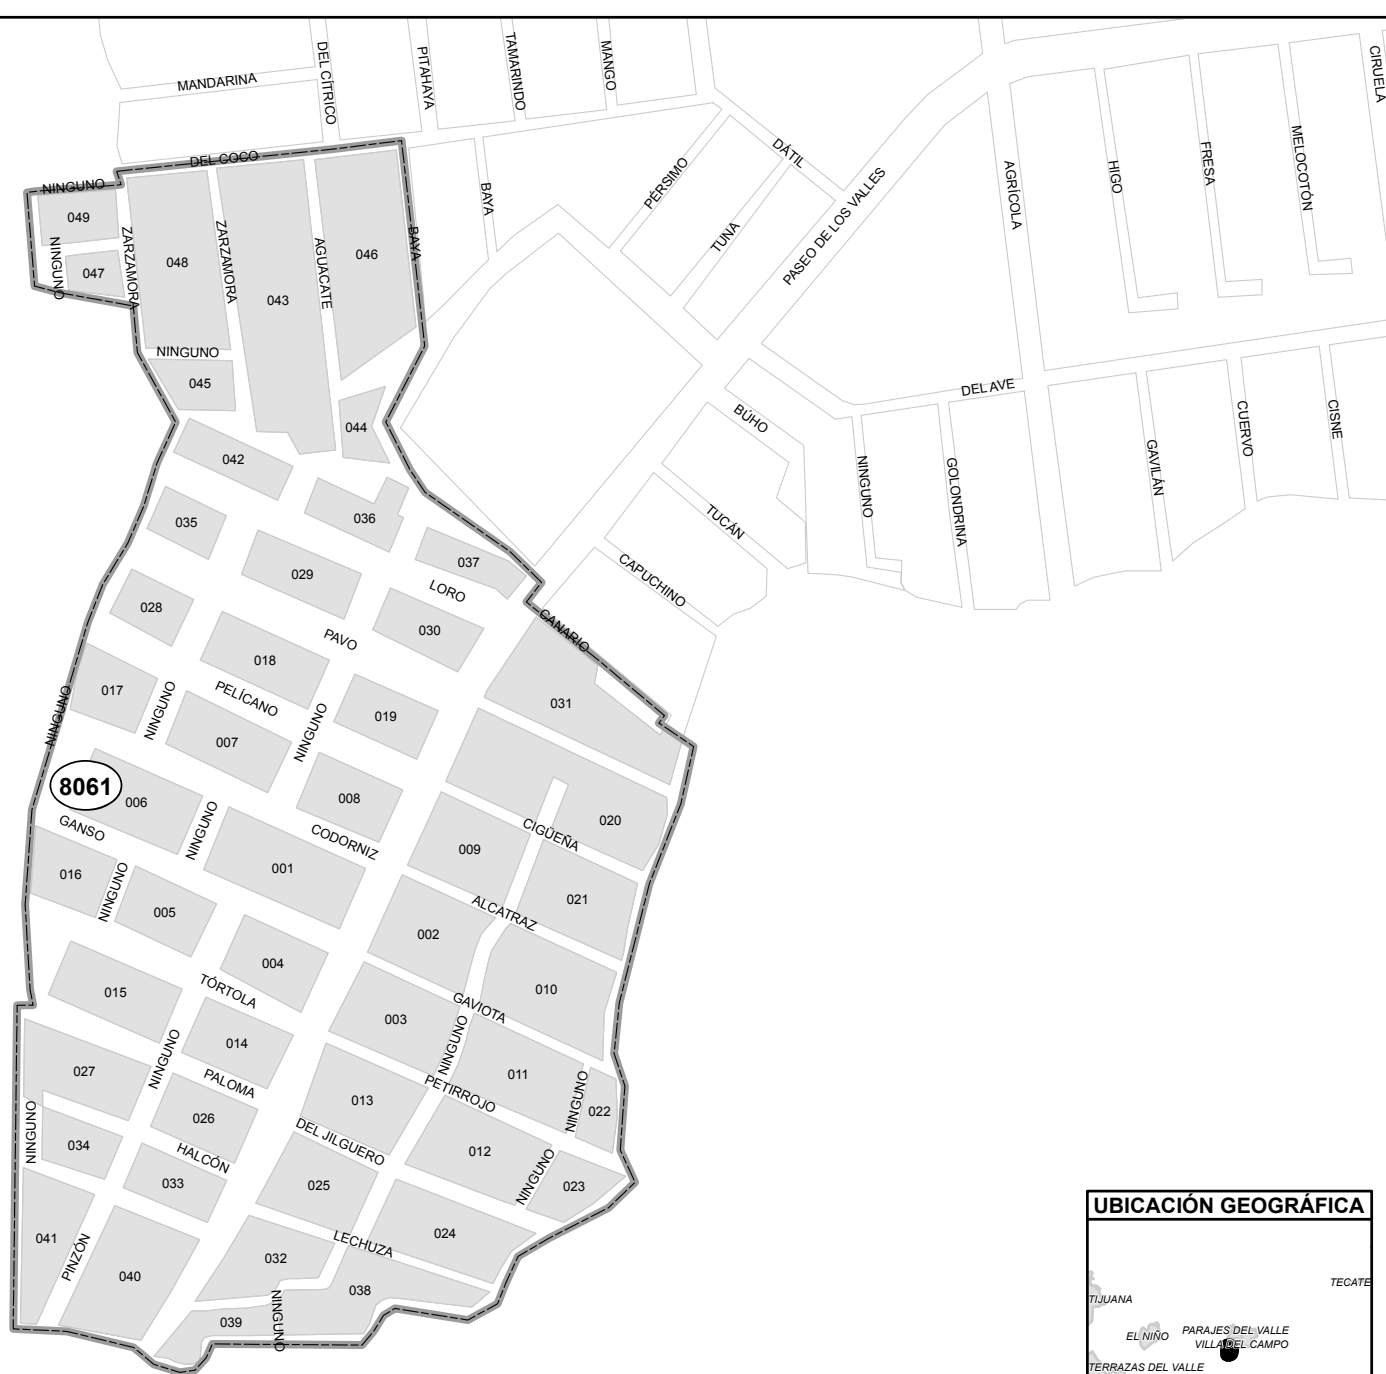 DEL CÍTRICO
PITAHAYA
TAMARINDO
MANGO
CIRUELA
MANDARINA
DEL COCO
DÁTIL
PÉRSIMO
AGRÍCOLA
HIGO
FRESA
MELOCOTÓN
NINGUNO
049
BAYA
TUNA
PASEO DE LOS VALLES
NINGUNO
047
ZARZAMORA
048
ZARZAMORA
043
AGUACATE
046
BAYA
NINGUNO
045
044
DEL AVE
BÚHO
NINGUNO
GOLONDRINA
GAVILÁN
CUERVO
CISNE
042
035
036
TUCÁN
029
037
LORO
CAPUCHINO
028
030
CANARIO
PAVO
018
017
PELÍCANO
NINGUNO
NINGUNO
NINGUNO
019
031
007
8061
006
008
GANSO
NINGUNO
CODORNIZ
CIGÜEÑA
020
009
001
016
NINGUNO
005
021
ALCATRAZ
002
004
TÓRTOLA
015
010
GAVIOTA
003
014
NINGUNO
NINGUNO
027
PALOMA
011
PETIRROJO
NINGUNO
022
013
026
NINGUNO
034
HALCÓN
DEL JILGUERO
012
033
025
NINGUNO
023
041
PINZÓN
024
LECHUZA
032
040
038
039
NINGUNO
UBICACIÓN GEOGRÁFICA
TECATE
TIJUANA
EL NIÑO
PARAJES DEL VALLE
VILLA DEL CAMPO
TERRAZAS DEL VALLE